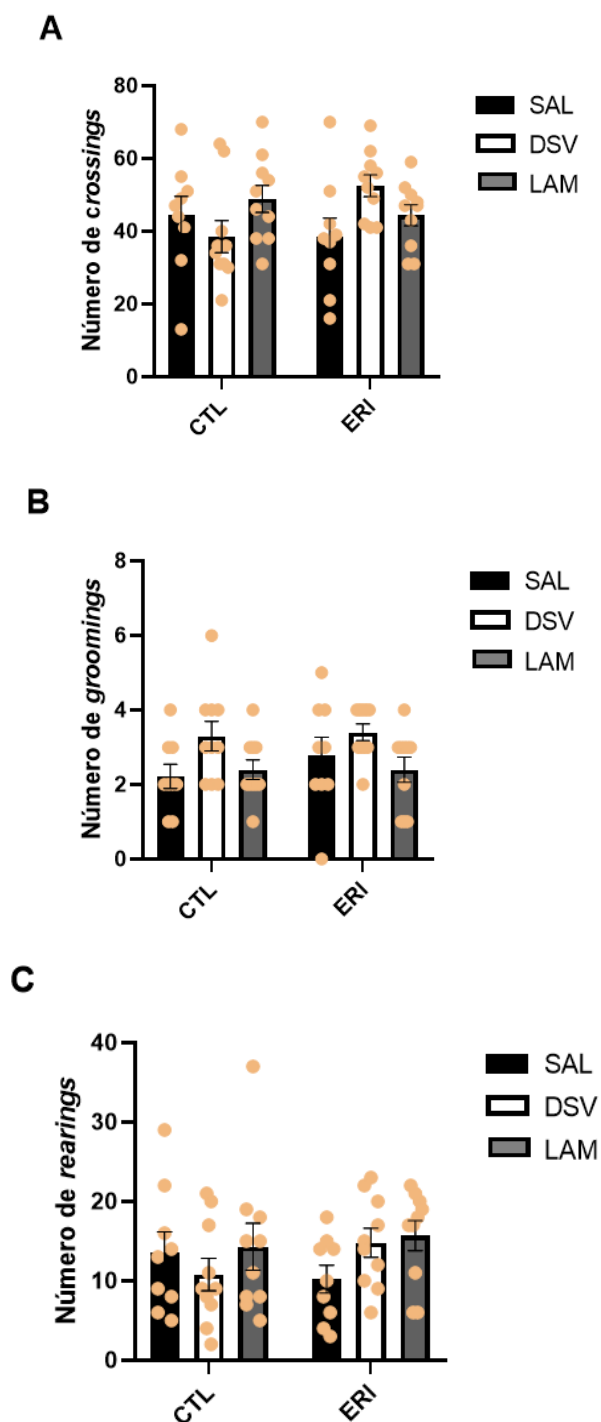 A
Número de crossings
80
60
40
20
0
CTL
ERI
SAL
DSV
LAM
B
Número de groomings
8
6
4
2
0
CTL
ERI
SAL
DSV
LAM
C
Número de rearings
40
30
20
10
0
CTL
ERI
SAL
DSV
LAM